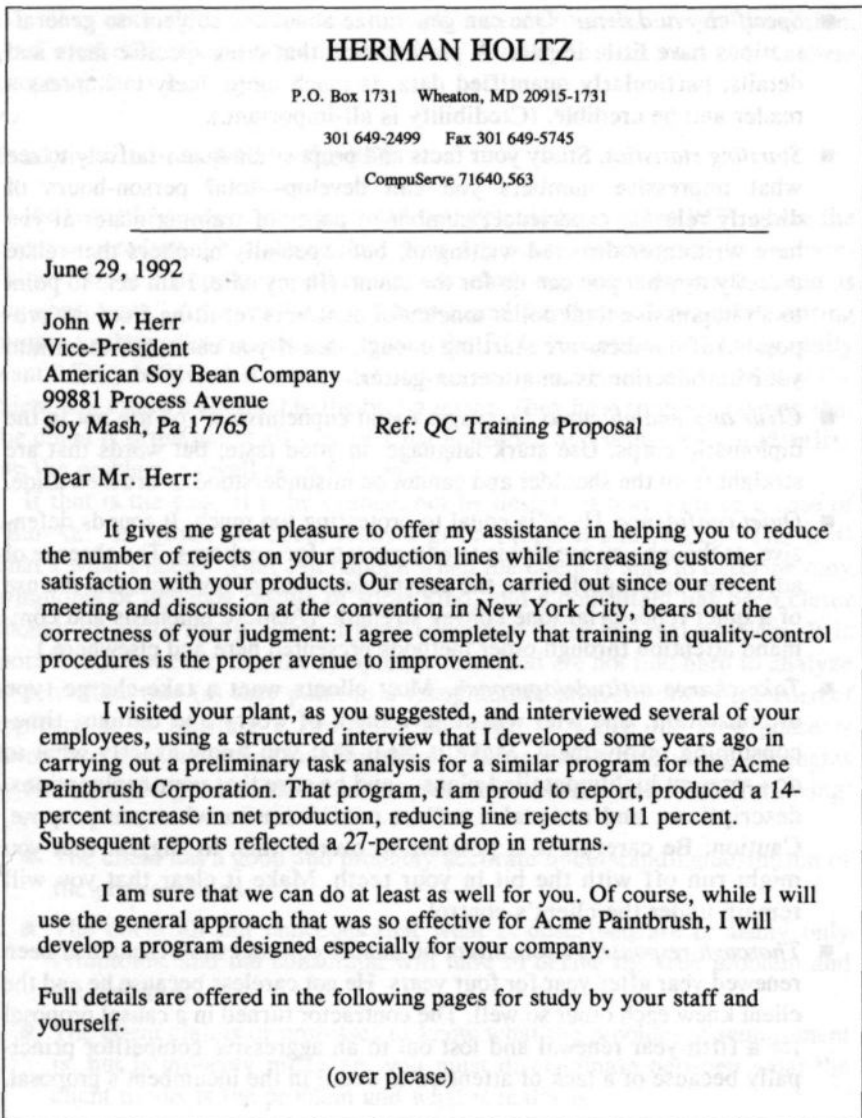 HERMAN HOLTZ
P.O. Box 1731 Wheaton, MD 20915-1731
301 649-2499 Fax 301 649-5745
CompuServe 71640,563
June 29, 1992
John W. Herr
Vice-President
American Soy Bean Company
99881 Process Avenue
Soy Mash, Pa 17765 Ref: QC Training Proposal
Dear Mr. Herr:
It gives me great pleasure to offer my assistance in helping you to reduce
the number of rejects on your production lines while increasing customer
satisfaction with your products. Our research, carried out since our recent
meeting and discussion at the convention in New York City, bears out the
correctness of your judgment: I agree completely that training in quality-control
procedures is the proper avenue to improvement.
I visited your plant, as you suggested, and interviewed several of your
employees, using a structured interview that I developed some years ago in
carrying out a preliminary task analysis for a similar program for the Acme
Paintbrush Corporation. That program, I am proud to report, produced a 14-
percent increase in net production, reducing line rejects by 11 percent.
Subsequent reports reflected a 27-percent drop in returns.
I am sure that we can do at least as well for you. Of course, while I will
use the general approach that was so effective for Acme Paintbrush, I will
develop a program designed especially for your company.
Full details are offered in the following pages for study by your staff and
yourself.
(over please)